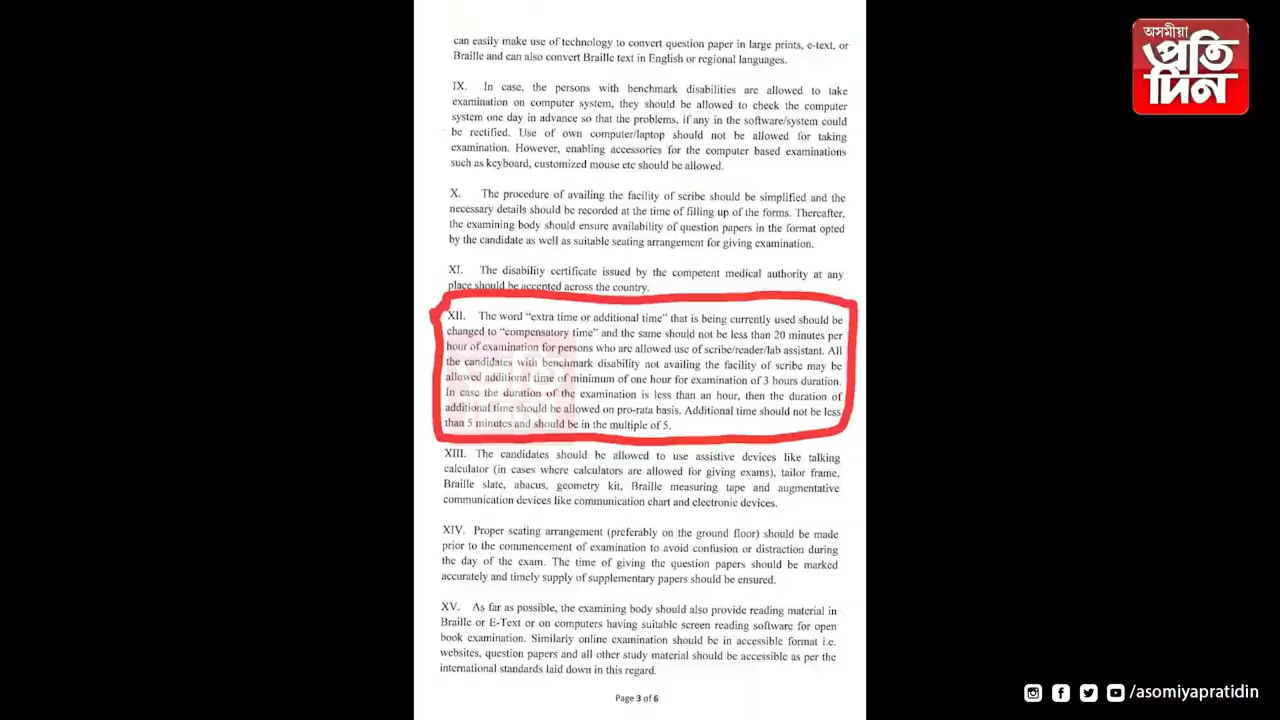 can easily make use of technology to convert question paper in large prints, e-text, or
Braille and can also convert Braille text in English or regional languages.
IX. In case, the persons with benchmark disabilities are allowed to take
examination on computer system, they should be allowed to check the computer
system one day in advance so that the problems, if any in the software/system could
be rectified. Use of own computer/laptop should not be allowed for taking
examination. However, enabling accessories for the computer based examinations
such as keyboard, customized mouse etc should be allowed.
X. The procedure of availing the facility of scribe should be simplified and the
necessary details should be recorded at the time of filling up of the forms. Thereafter,
the examining body should ensure availability of question papers in the format opted
by the candidate as well as suitable seating arrangement for giving examination.
XI. The disability certificate issued by the competent medical authority at any
place should be accepted across the country.
XII. The word "extra time or additional time" that is being currently used should be
changed to "compensatory time" and the same should not be less than 20 minutes per
hour of examination for persons who are allowed use of scribe/reader/lab assistant. All
the candidates with benchmark disability not availing the facility of scribe may be
allowed additional time of minimum of one hour for examination of 3 hours duration.
In case the duration of the examination is less than an hour, then the duration of
additional time should be allowed on pro-rata basis. Additional time should not be less
than 5 minutes and should be in the multiple of 5.
XIII. The candidates should be allowed to use assistive devices like talking
calculator (in cases where calculators are allowed for giving exams), tailor frame,
Braille slate, abacus, geometry kit, Braille measuring tape and augmentative
communication devices like communication chart and electronic devices.
XIV. Proper seating arrangement (preferably on the ground floor) should be made
prior to the commencement of examination to avoid confusion or distraction during
the day of the exam. The time of giving the question papers should be marked
accurately and timely supply of supplementary papers should be ensured.
XV. As far as possible, the examining body should also provide reading material in
Braille or E-Text or on computers having suitable screen reading software for open
book examination. Similarly online examination should be in accessible format i.e.
websites, question papers and all other study material should be accessible as per the
international standards laid down in this regard.
Page 3 of 6
অসমীয়া
প্ৰতি
দিন
/asomiyapratidin